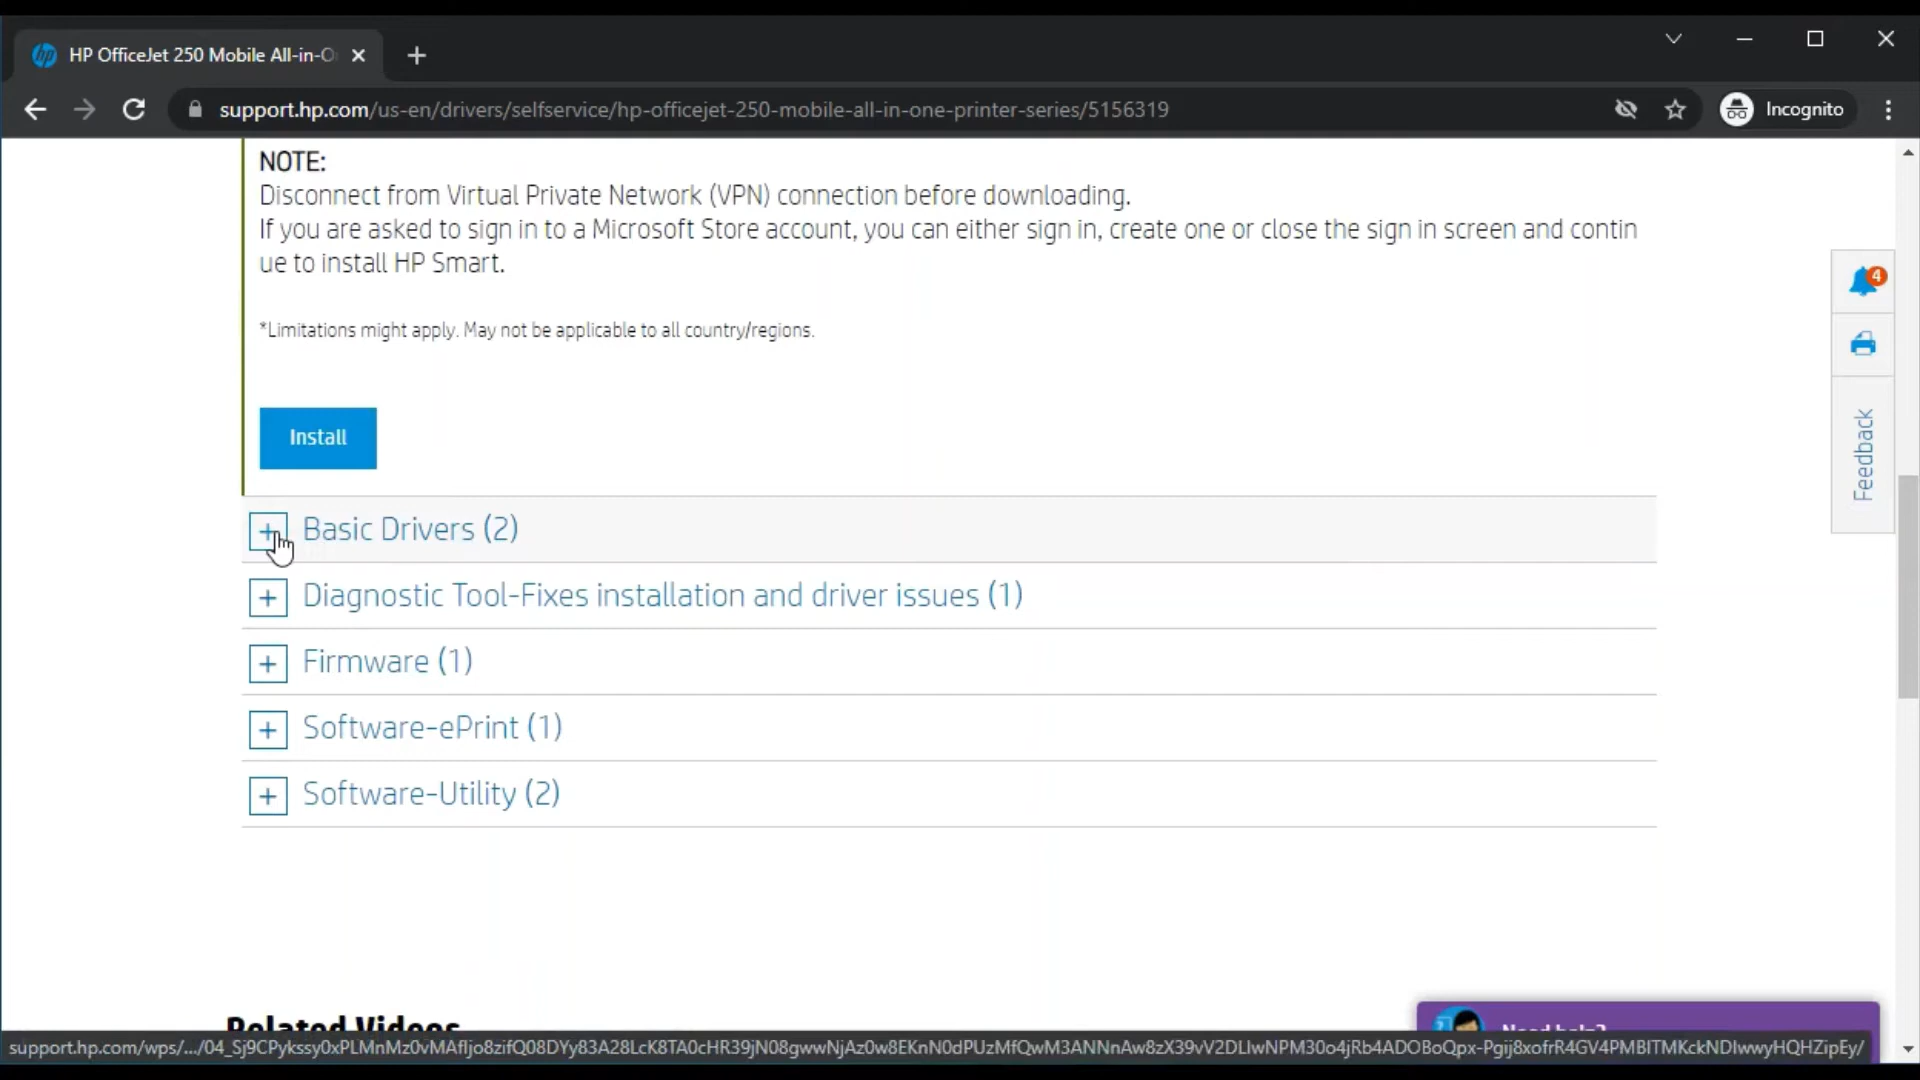 HP OfficeJet 250 Mobile All-in-O
support.hp.com/us-en/drivers/selfservice/hp-officejet-250-mobile-all-in-one-printer-series/5156319
Incognito
NOTE:
Disconnect from Virtual Private Network (VPN) connection before downloading.
If you are asked to sign in to a Microsoft Store account, you can either sign in, create one or close the sign in screen and contin
ue to install HP Smart.
*Limitations might apply. May not be applicable to all country/regions.
4
Feedback
Install
Basic Drivers (2)
Diagnostic Tool-Fixes installation and driver issues (1)
Firmware (1)
Software-ePrint (1)
Software-Utility (2)
Related Videos
Need help?
support.hp.com/wps/.../04_